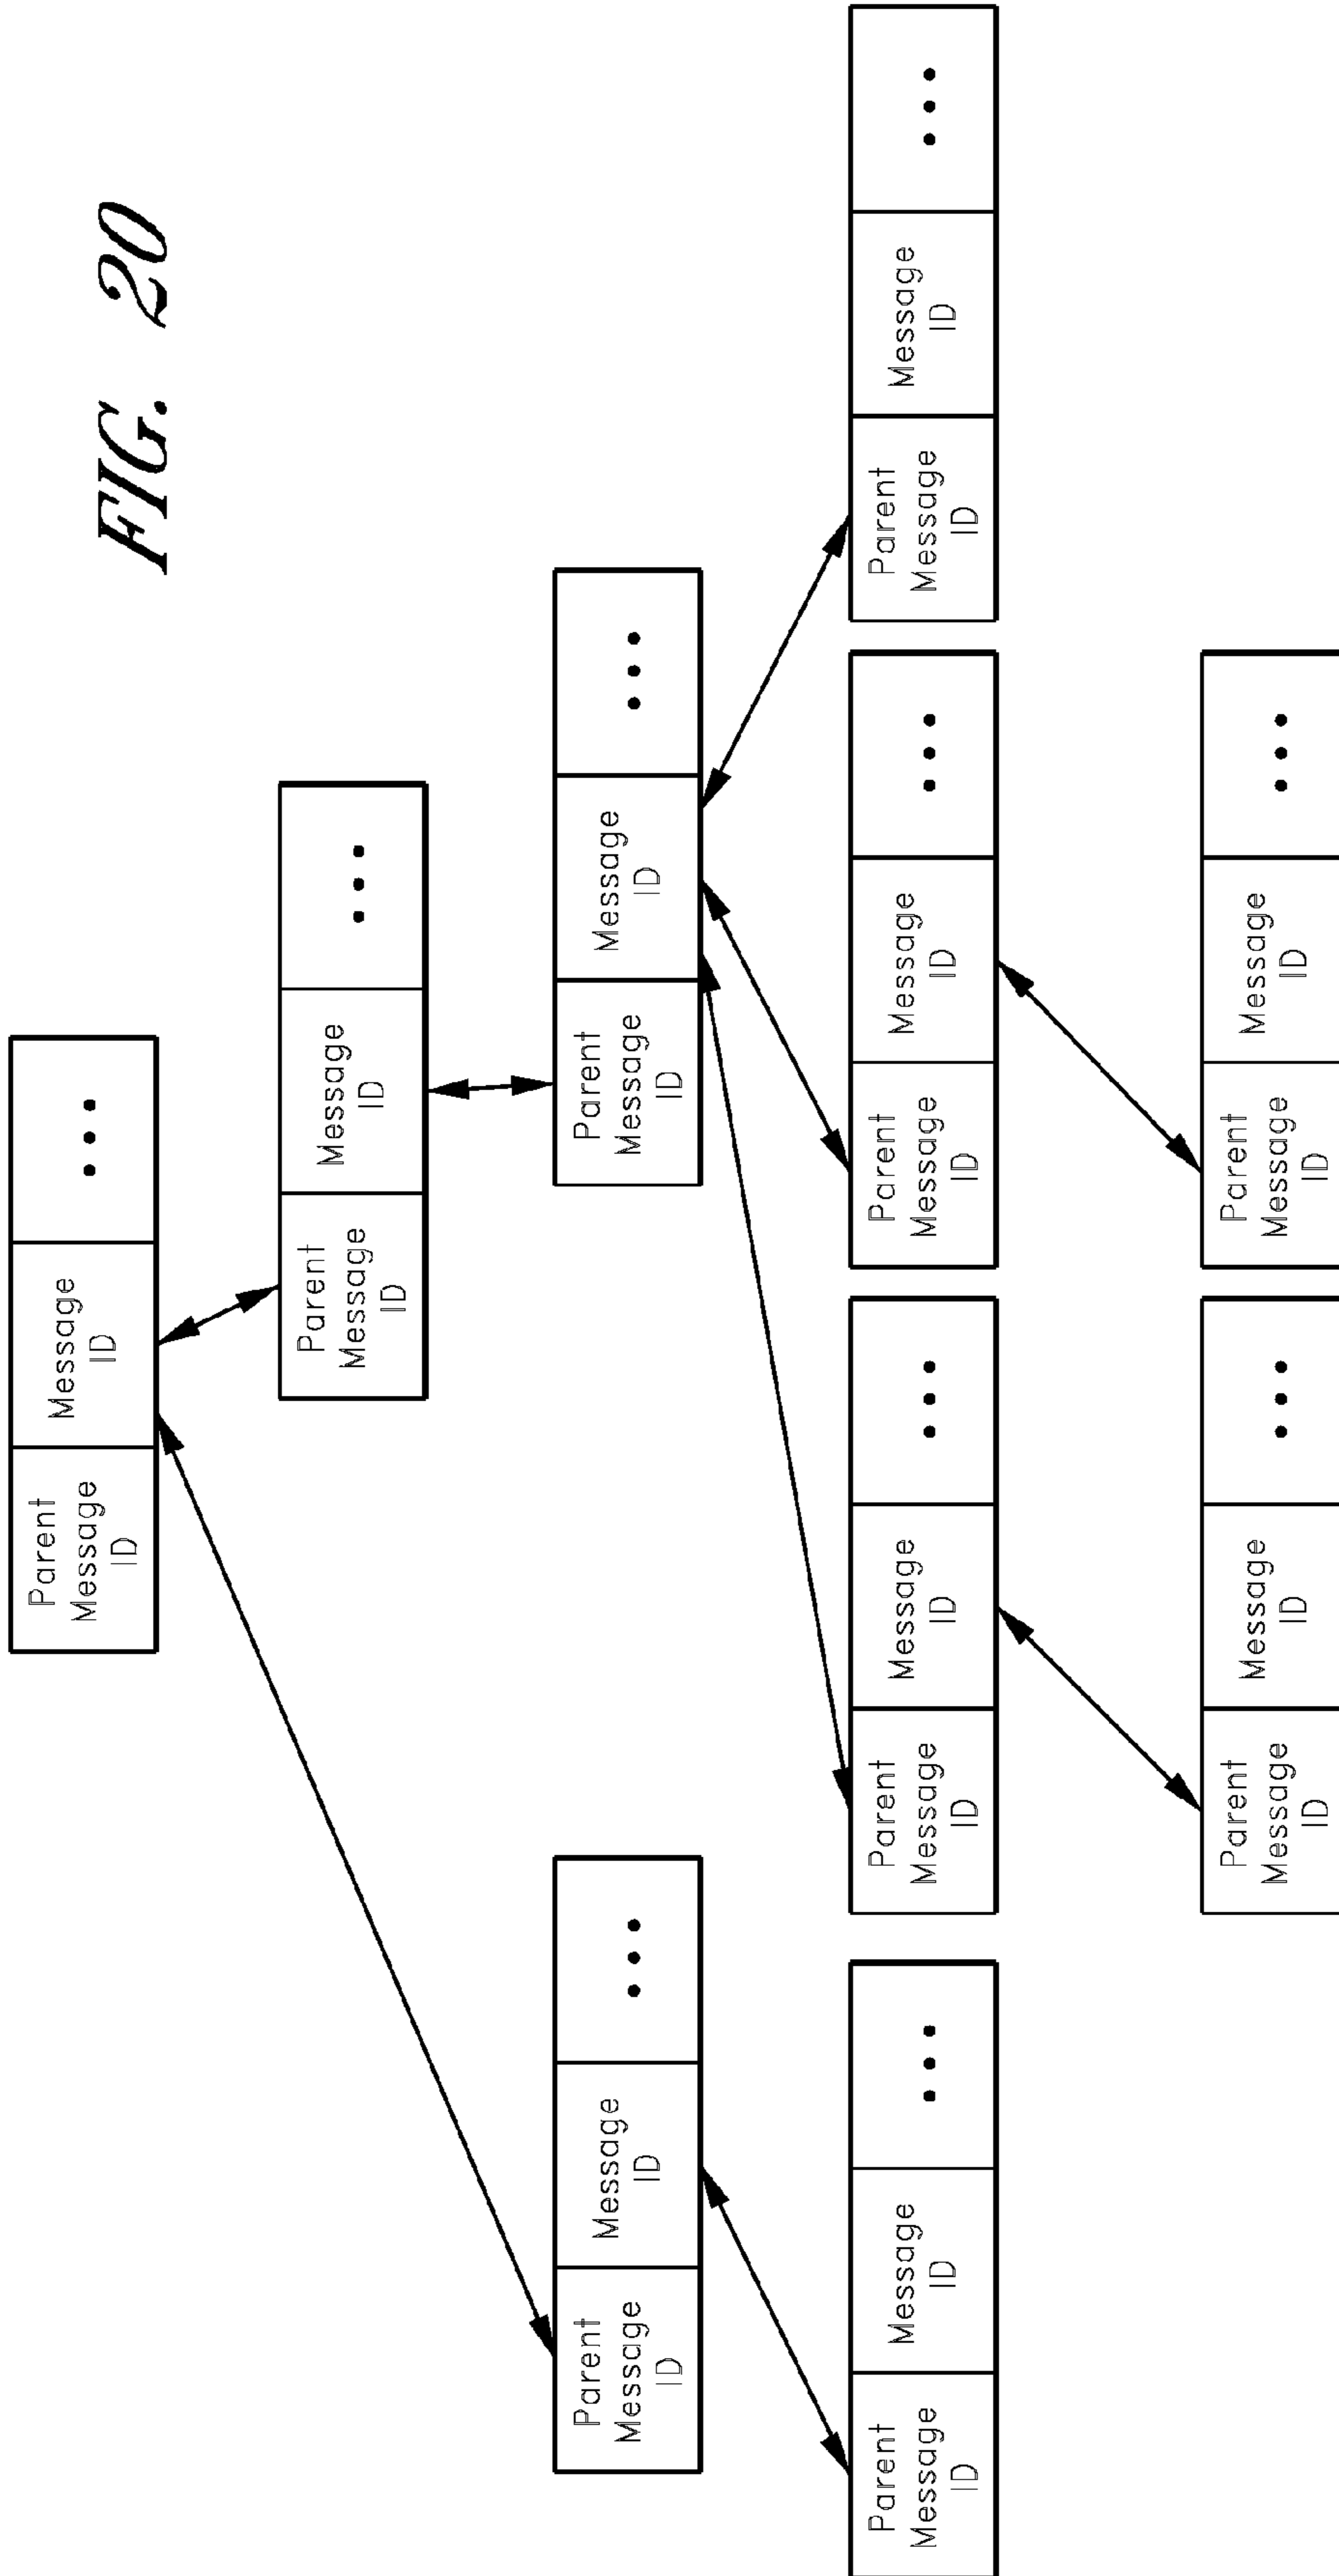 Parent
Message
ID
Message
ID
•••
FIG. 20
Parent
Message
ID
Message
ID
•••
Parent
Message
ID
Message
ID
•••
Parent
Message
ID
Message
ID
•••
Parent
Message
ID
Message
ID
•••
Parent
Message
ID
Message
ID
•••
Parent
Message
ID
Message
ID
•••
Parent
Message
ID
Message
ID
•••
Parent
Message
ID
Message
ID
•••
Parent
Message
ID
Message
ID
•••